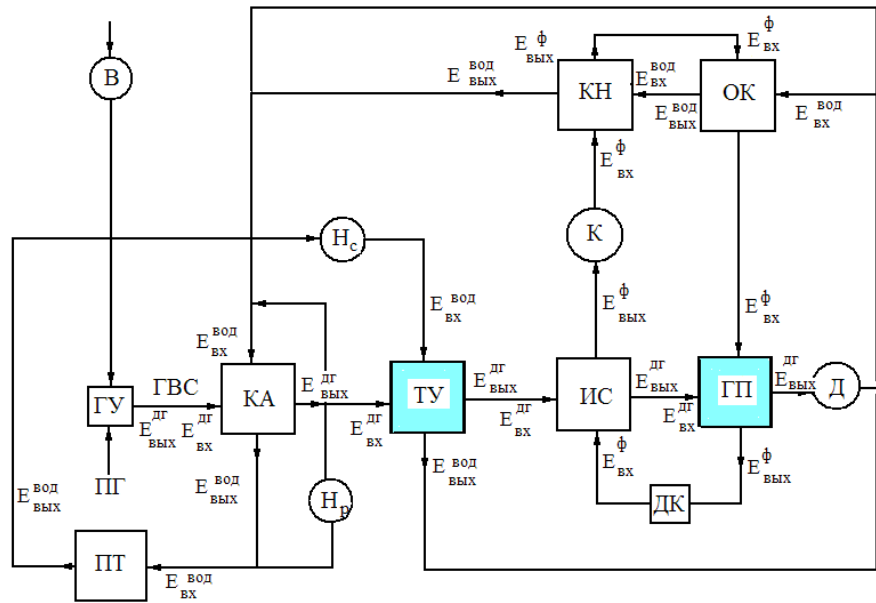 В
E ф вых
E ф вх
КН
ОК
E вод вых
E вод вх
E вод вых
E вод вх
E ф вх
Н с
К
E вод вх
E ф вых
E ф вх
E вод вх
ГУ
ГВС
КА
E дг вых
ТУ
E дг вых
ИС
E дг вых
ГП
E дг вых
Д
E дг вых
E дг вх
E дг вх
E дг вх
E дг вх
ПГ
E вод вых
E вод вых
E ф вх
E ф вых
E вод вых
Н р
ДК
ПТ
E вод вх